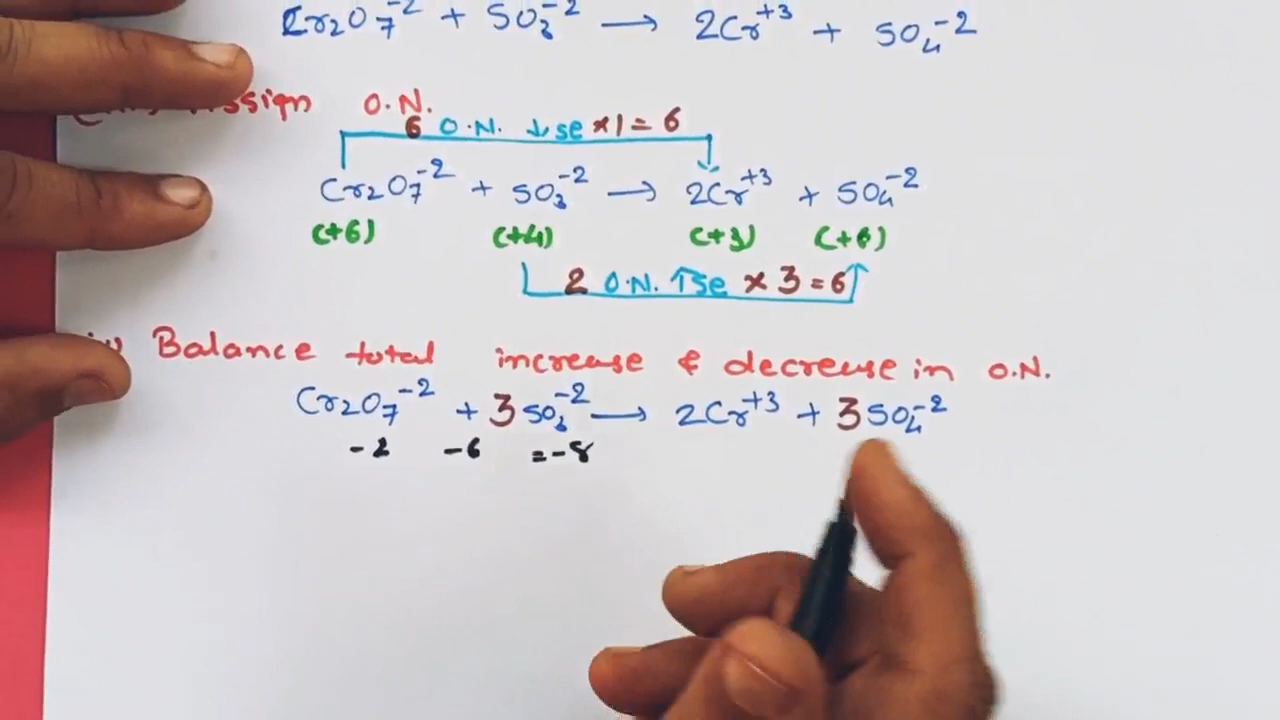 Cr₂O₇⁻² + SO₃⁻² → 2Cr⁺³ + SO₄⁻²
Assign O.N.
6 O.N. ↓se ×1 = 6
Cr₂O₇⁻² + SO₃⁻² → 2Cr⁺³ + SO₄⁻²
(+6) (+4) (+3) (+6)
2 O.N. ↑se × 3 = 6
Balance total increase & decrease in O.N.
Cr₂O₇⁻² + 3SO₃⁻² → 2Cr⁺³ + 3SO₄⁻²
-2 -6 = -8